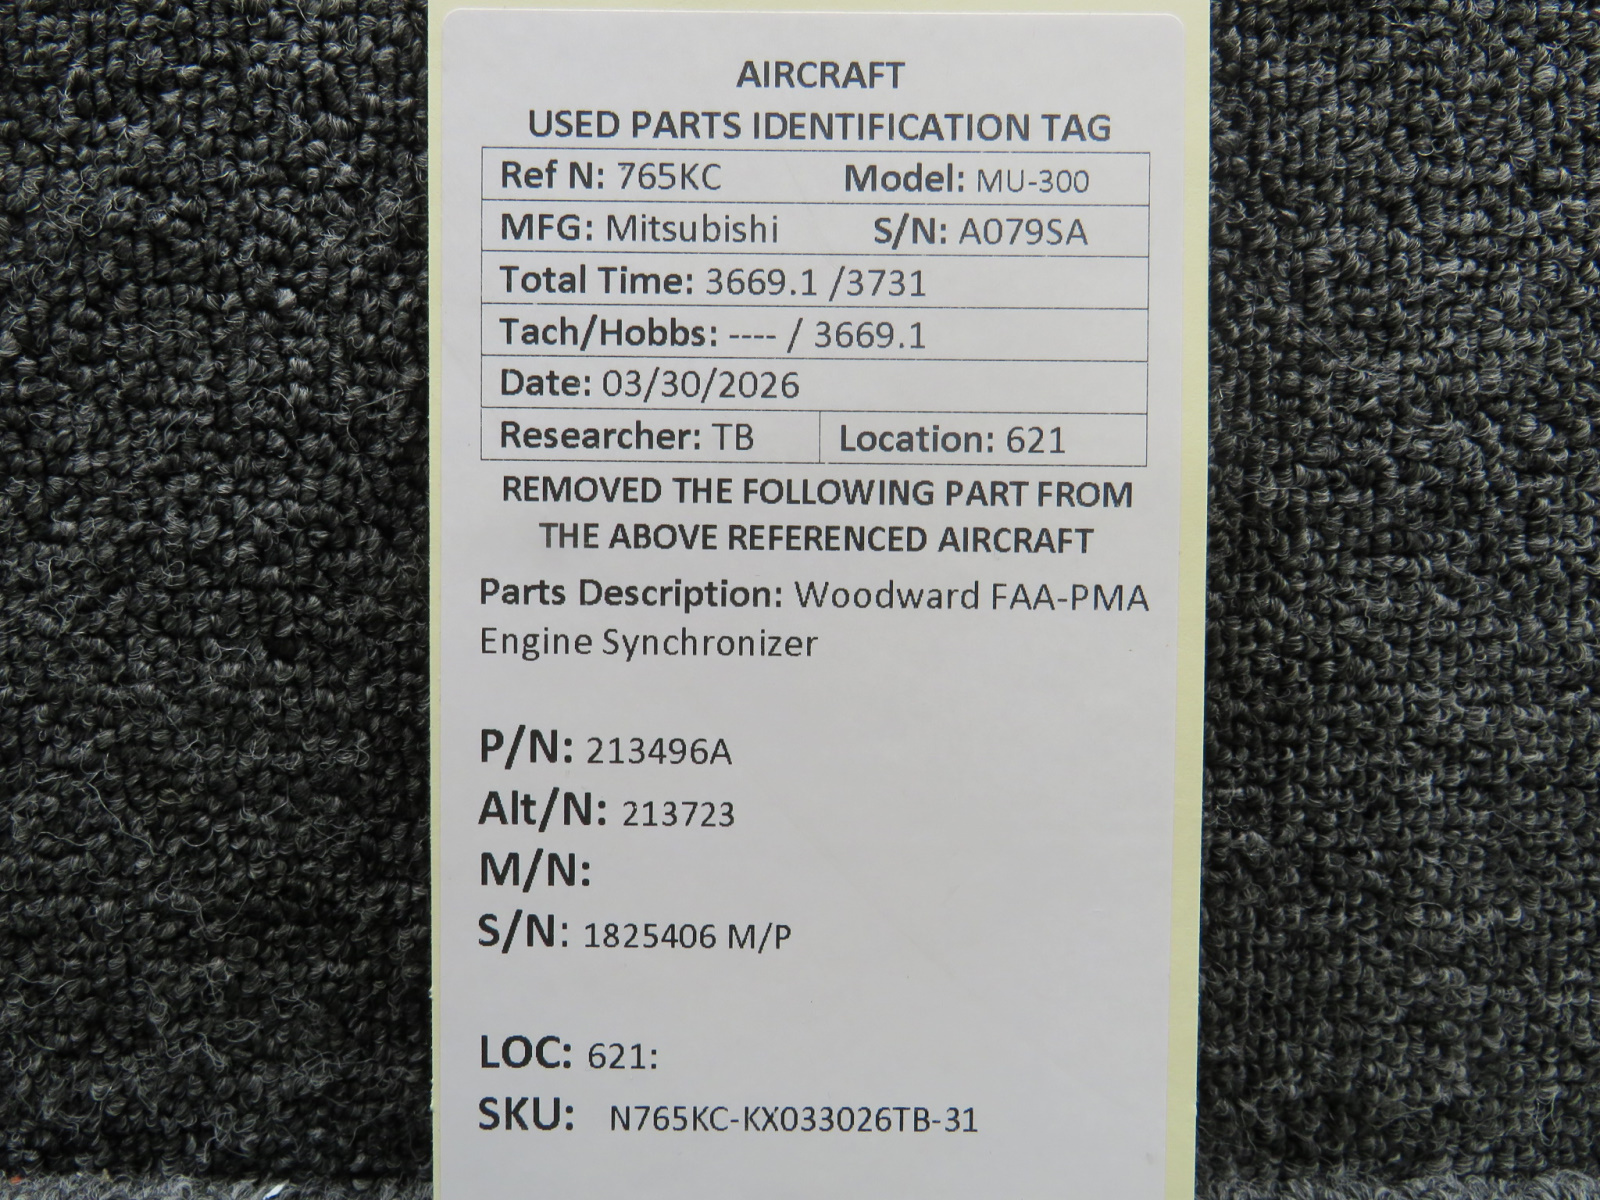 AIRCRAFT
USED PARTS IDENTIFICATION TAG
Ref N: 765KC Model: MU-300
MFG: Mitsubishi S/N: A079SA
Total Time: 3669.1 /3731
Tach/Hobbs: ---- / 3669.1
Date: 03/30/2026
Researcher: TB Location: 621
REMOVED THE FOLLOWING PART FROM
THE ABOVE REFERENCED AIRCRAFT
Parts Description: Woodward FAA-PMA
Engine Synchronizer
P/N: 213496A
Alt/N: 213723
M/N:
S/N: 1825406 M/P
LOC: 621:
SKU: N765KC-KX033026TB-31